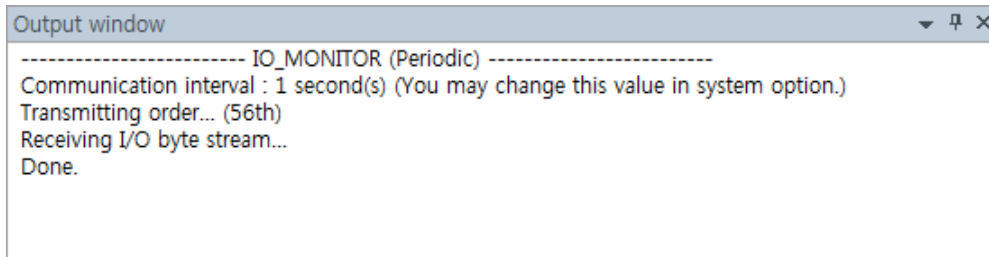 Output window
------------------------- IO_MONITOR (Periodic) -------------------------
Communication interval : 1 second(s) (You may change this value in system option.)
Transmitting order... (56th)
Receiving I/O byte stream...
Done.